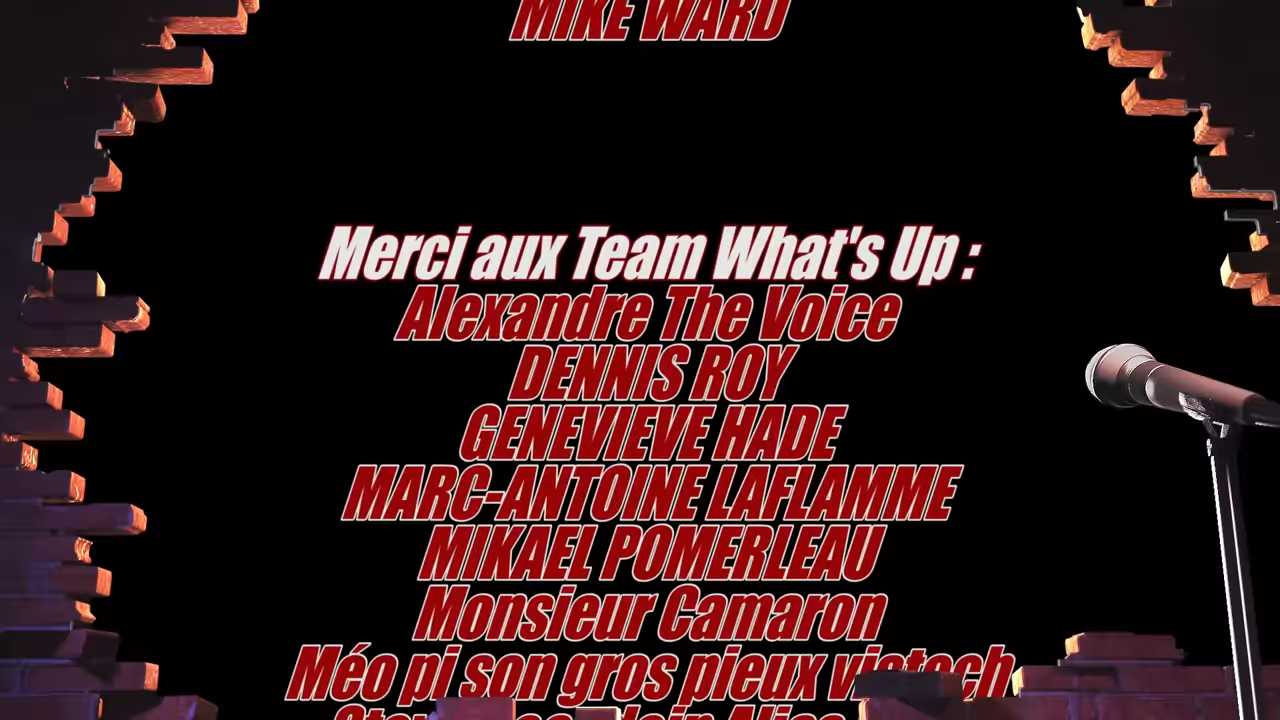 MIKE WARD
Merci aux Team What's Up :
Alexandre The Voice
DENNIS ROY
GENEVIEVE HADE
MARC-ANTOINE LAFLAMME
MIKAEL POMERLEAU
Monsieur Camaron
Méo pi son gros pieux